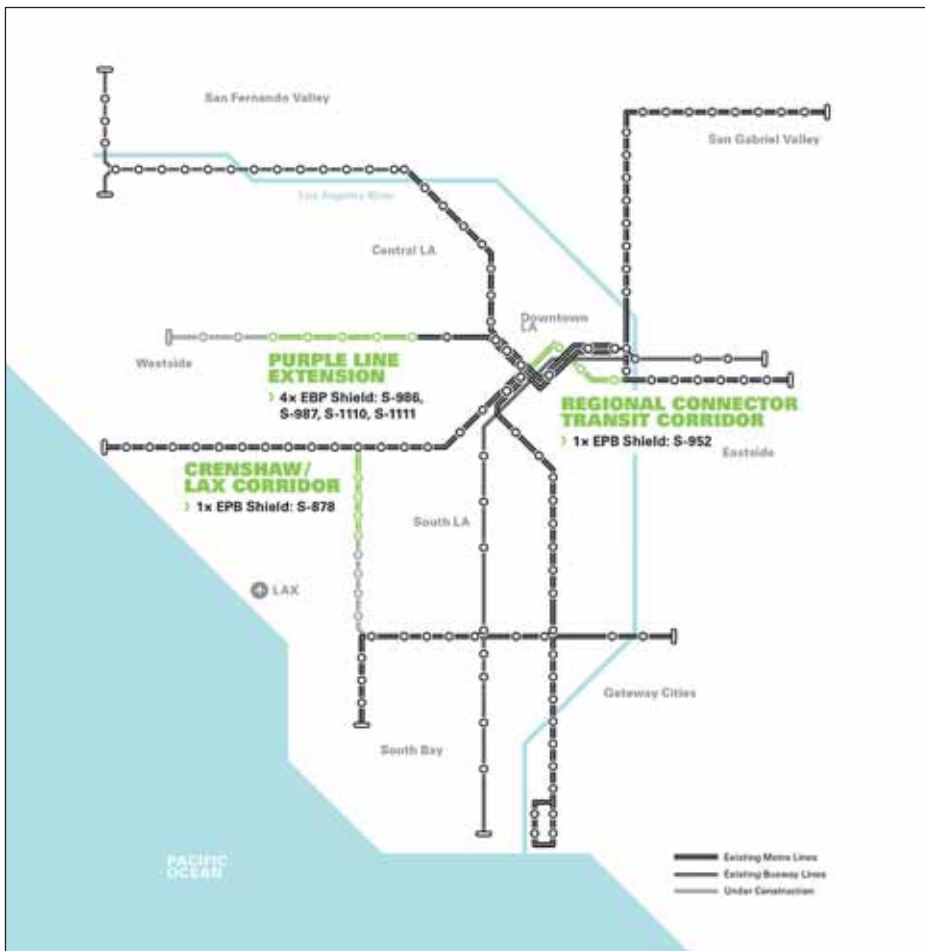 San Fernando Valley
San Gabriel Valley
Los Angeles River
Central LA
Downtown
LA
Westside
PURPLE LINE
EXTENSION
› 4x EBP Shield: S-986,
S-987, S-1110, S-1111
REGIONAL CONNECTOR
TRANSIT CORRIDOR
› 1x EPB Shield: S-952
Eastside
CRENSHAW/
LAX CORRIDOR
› 1x EPB Shield: S-878
South LA
LAX
Gateway Cities
South Bay
PACIFIC
OCEAN
Existing Metro Lines
Existing Busway Lines
Under Construction